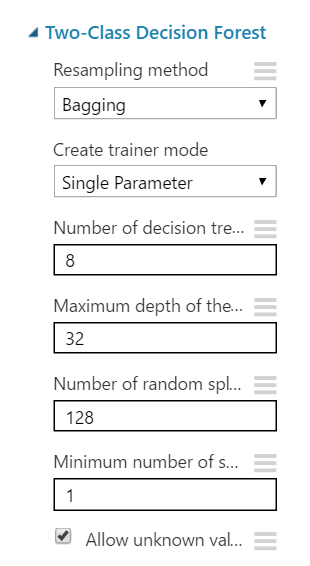 Two-Class Decision Forest
Resampling method
Bagging
Create trainer mode
Single Parameter
Number of decision tre...
8
Maximum depth of the...
32
Number of random spl...
128
Minimum number of s...
1
Allow unknown val...